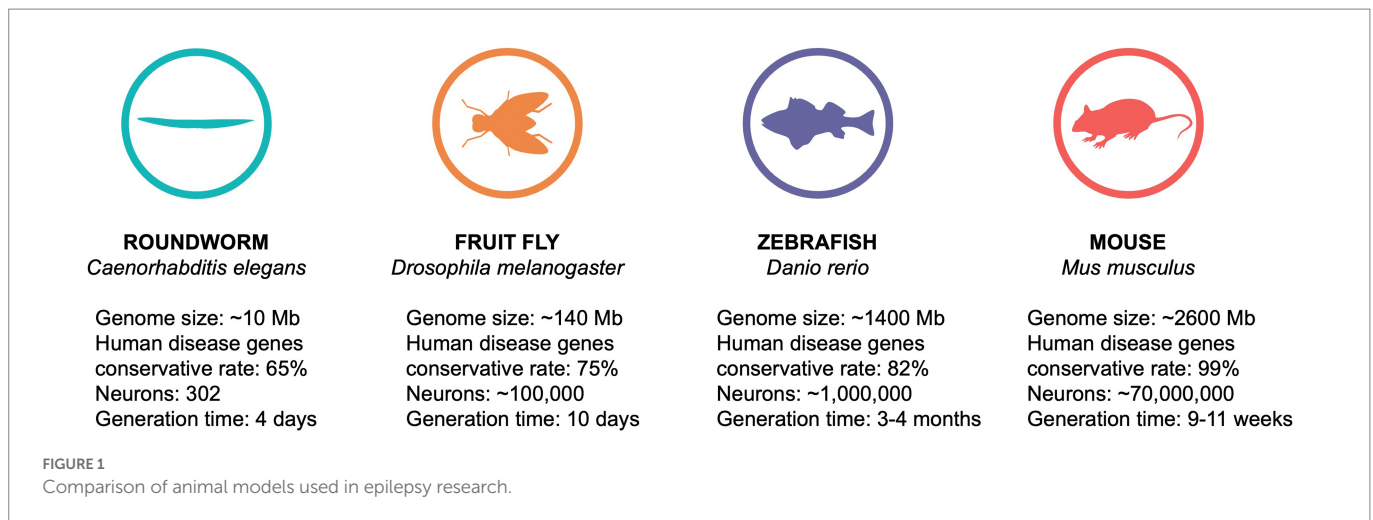 ROUNDWORM
Caenorhabditis elegans
Genome size: ~10 Mb
Human disease genes
conservative rate: 65%
Neurons: 302
Generation time: 4 days
FRUIT FLY
Drosophila melanogaster
Genome size: ~140 Mb
Human disease genes
conservative rate: 75%
Neurons: ~100,000
Generation time: 10 days
ZEBRAFISH
Danio rerio
Genome size: ~1400 Mb
Human disease genes
conservative rate: 82%
Neurons: ~1,000,000
Generation time: 3-4 months
MOUSE
Mus musculus
Genome size: ~2600 Mb
Human disease genes
conservative rate: 99%
Neurons: ~70,000,000
Generation time: 9-11 weeks
FIGURE 1
Comparison of animal models used in epilepsy research.